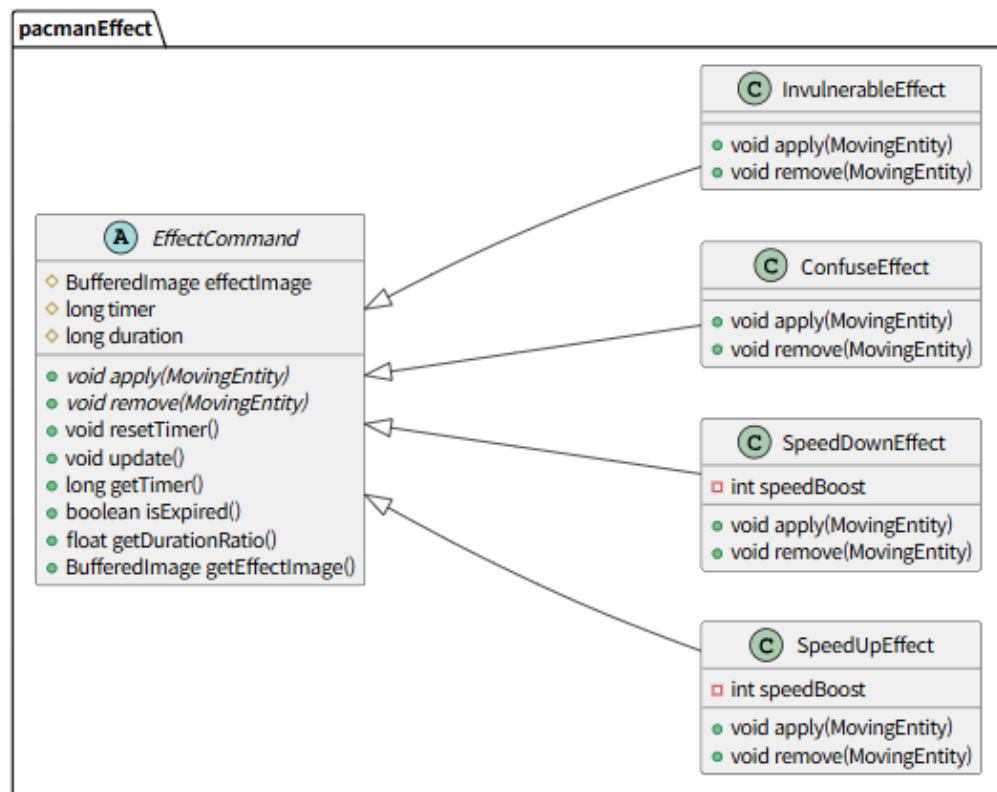 pacmanEffect
A EffectCommand
BufferedImage effectImage
long timer
long duration
void apply(MovingEntity)
void remove(MovingEntity)
void resetTimer()
void update()
long getTimer()
boolean isExpired()
float getDurationRatio()
BufferedImage getEffectImage()
C InvulnerableEffect
void apply(MovingEntity)
void remove(MovingEntity)
C ConfuseEffect
void apply(MovingEntity)
void remove(MovingEntity)
C SpeedDownEffect
int speedBoost
void apply(MovingEntity)
void remove(MovingEntity)
C SpeedUpEffect
int speedBoost
void apply(MovingEntity)
void remove(MovingEntity)